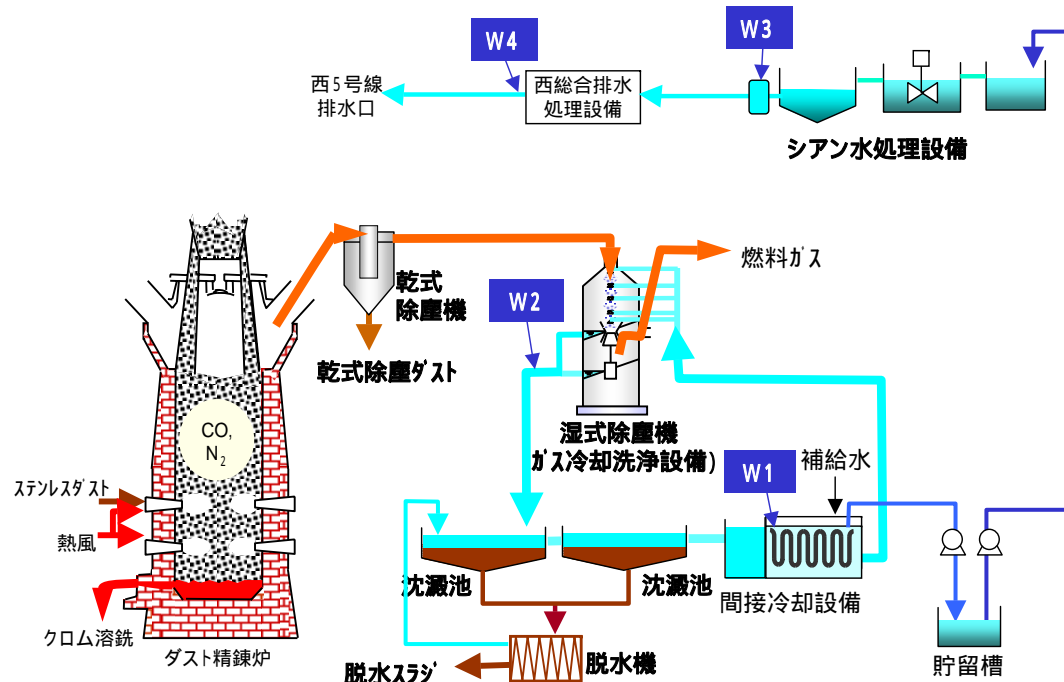 W4
W3
西5号線
排水口
西総合排水
処理設備
シアン水処理設備
燃料ｶﾞｽ
乾式
除塵機
W2
乾式除塵ﾀﾞｽﾄ
CO,
N2
湿式除塵機
ｶﾞｽ冷却洗浄設備)
補給水
W1
ｽﾃﾝﾚｽﾀﾞｽﾄ
熱風
沈澱池
沈澱池
間接冷却設備
クロム溶銑
ダスト精錬炉
脱水ｽﾗｼﾞ
脱水機
貯留槽